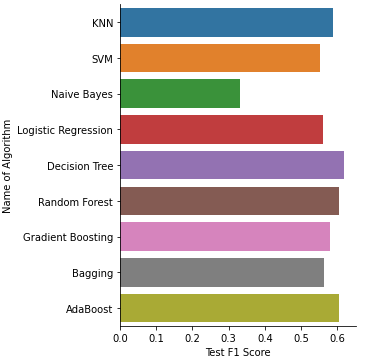 KNN
SVM
Naive Bayes
Logistic Regression
Decision Tree
Random Forest
Gradient Boosting
Bagging
AdaBoost
Name of Algorithm
0.0 0.1 0.2 0.3 0.4 0.5 0.6
Test F1 Score